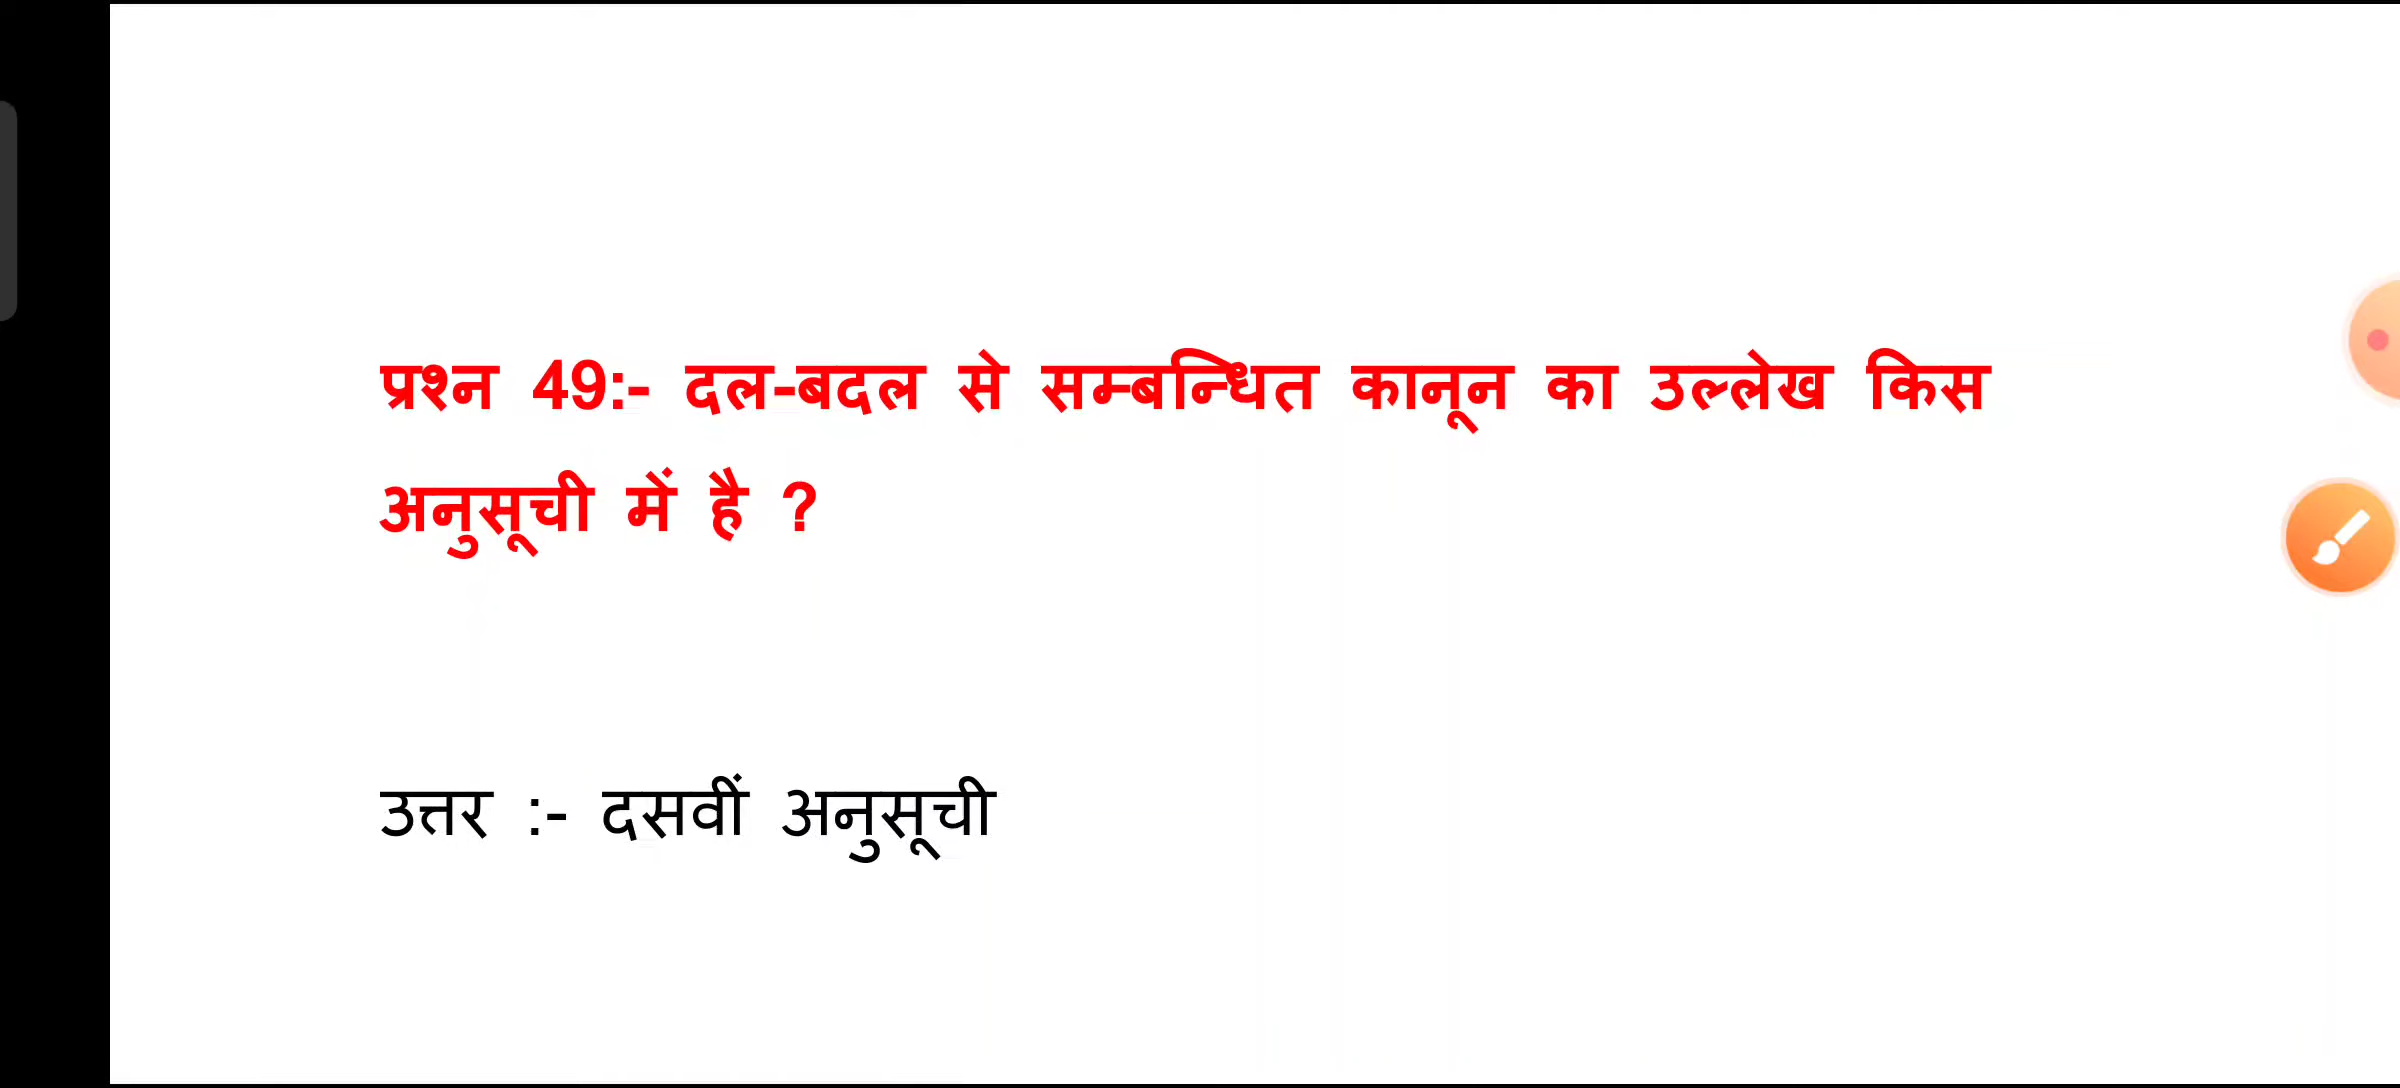 प्रश्न 49:- दल-बदल से सम्बन्धित कानून का उल्लेख किस
अनुसूची में है ?
उत्तर :- दसवीं अनुसूची